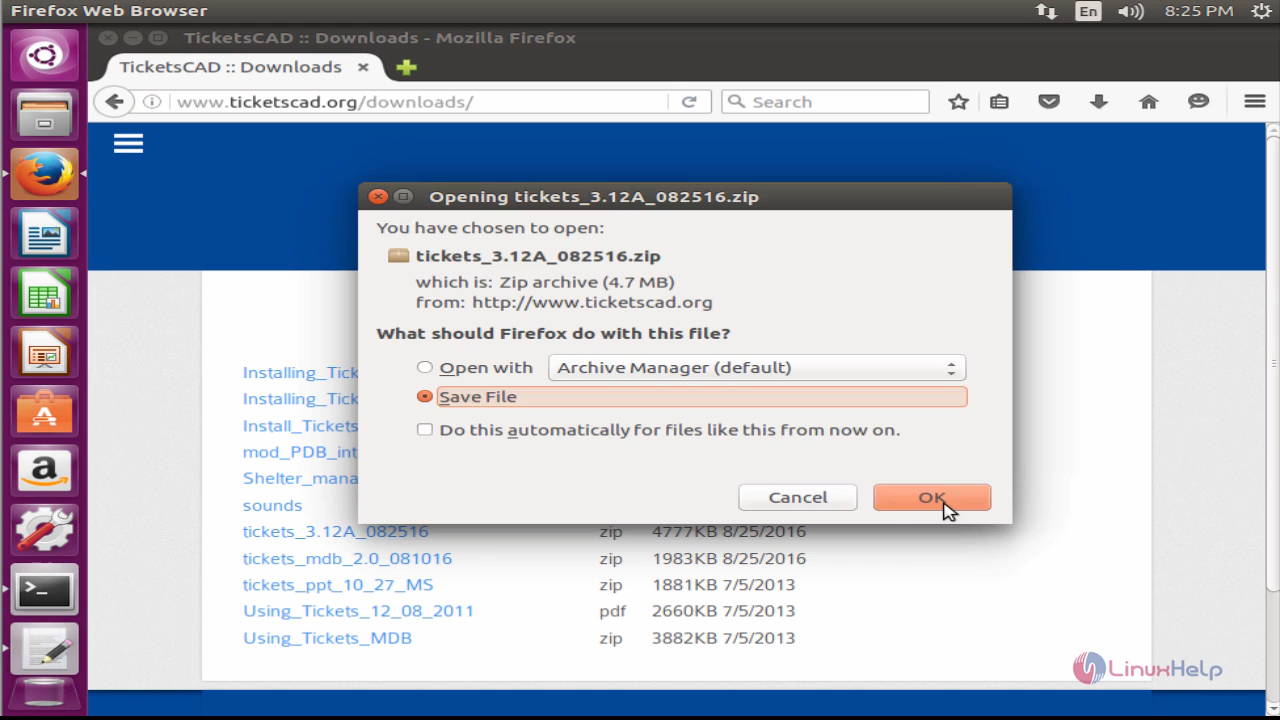 Firefox Web Browser
En
8:25 PM
TicketsCAD :: Downloads - Mozilla Firefox
TicketsCAD :: Downloads
www.ticketscad.org/downloads/
Search
Opening tickets_3.12A_082516.zip
You have chosen to open:
tickets_3.12A_082516.zip
which is: Zip archive (4.7 MB)
from: http://www.ticketscad.org
What should Firefox do with this file?
Open with Archive Manager (default)
Save File
Do this automatically for files like this from now on.
Cancel OK
Installing_Tick
Installing_Tick
Install_Tickets
mod_PDB_int
Shelter_mana
sounds
tickets_3.12A_082516 zip 4777KB 8/25/2016
tickets_mdb_2.0_081016 zip 1983KB 8/25/2016
tickets_ppt_10_27_MS zip 1881KB 7/5/2013
Using_Tickets_12_08_2011 pdf 2660KB 7/5/2013
Using_Tickets_MDB zip 3882KB 7/5/2013
LinuxHelp